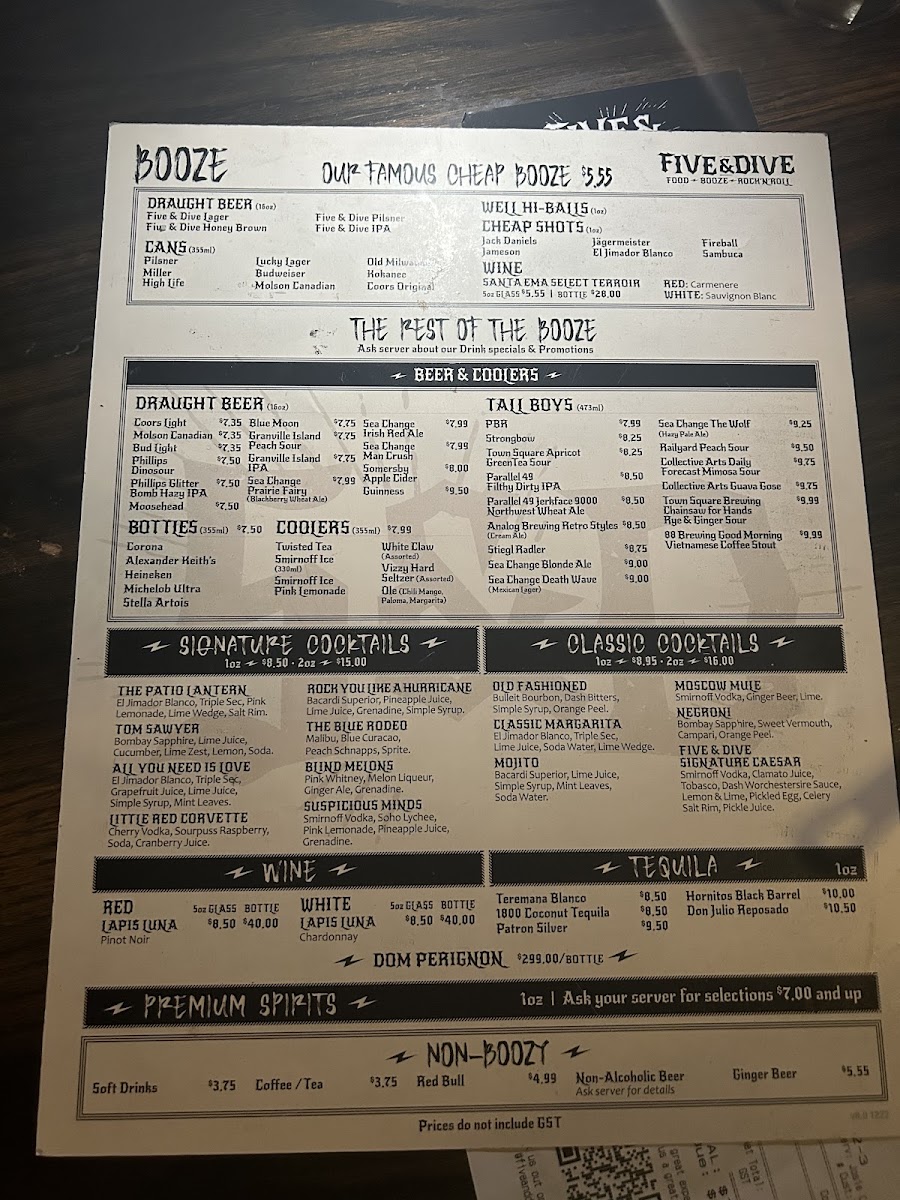 FIVE&
BOOZE
OUR FAMOUS CHEAP BOOZE $5.55
FIVE&DIVE
FOOD - BOOZE - ROCK'N'ROLL
DRAUGHT BEER (16oz)
Five & Dive Lager
Five & Dive Pilsner
Five & Dive Honey Brown
Five & Dive IPA
CANS (355ml)
Pilsner
Lucky Lager
Old Milwaukee
Miller
Budweiser
Kokanee
High Life
Molson Canadian
Coors Original
WELL HI-BALLS (1oz)
CHEAP SHOTS (1oz)
Jack Daniels
Jägermeister
Fireball
Jameson
El Jimador Blanco
Sambuca
WINE
SANTA EMA SELECT TERROIR
RED: Carmenere
5oz GLASS $5.55 | BOTTLE $28.00
WHITE: Sauvignon Blanc
THE REST OF THE BOOZE
Ask server about our Drink specials & Promotions
BEER & COOLERS
DRAUGHT BEER (16oz)
Coors Light $7.35
Molson Canadian $7.35
Bud Light $7.35
Phillips $7.50
Dinosour
Phillips Glitter $7.50
Bomb Hazy IPA
Moosehead $7.50
Blue Moon $7.75
Granville Island $7.75
Peach Sour
Granville Island $7.75
IPA
Sea Change $7.99
Prairie Fairy
(Blackberry Wheat Ale)
Sea Change $7.99
Irish Red Ale
Sea Change $7.99
Man Crush
Somersby $8.00
Apple Cider
Guinness $9.50
BOTTLES (355ml) $7.50
Corona
Alexander Keith's
Heineken
Michelob Ultra
Stella Artois
COOLERS (355ml) $7.99
Twisted Tea
Smirnoff Ice
(330ml)
Smirnoff Ice
Pink Lemonade
White Claw
(Assorted)
Vizzy Hard
Seltzer (Assorted)
Ole (Chili Mango,
Paloma, Margarita)
TALL BOYS (473ml)
PBR $7.99
Strongbow $8.25
Town Square Apricot $8.25
GreenTea Sour
Parallel 49 $8.50
Filthy Dirty IPA
Parallel 49 Jerkface 9000 $8.50
Northwest Wheat Ale
Analog Brewing Retro Styles $8.50
(Cream Ale)
Stiegl Radler $8.75
Sea Change Blonde Ale $9.00
Sea Change Death Wave $9.00
(Mexican Lager)
Sea Change The Wolf $9.25
(Hazy Pale Ale)
Railyard Peach Sour $9.50
Collective Arts Daily $9.75
Forecast Mimosa Sour
Collective Arts Guava Gose $9.75
Town Square Brewing $9.99
Chainsaw for Hands
Rye & Ginger Sour
88 Brewing Good Morning $9.99
Vietnamese Coffee Stout
SIGNATURE COCKTAILS
1oz $8.50 - 2oz $15.00
THE PATIO LANTERN
El Jimador Blanco, Triple Sec, Pink
Lemonade, Lime Wedge, Salt Rim.
TOM SAWYER
Bombay Sapphire, Lime Juice,
Cucumber, Lime Zest, Lemon, Soda.
ALL YOU NEED IS LOVE
El Jimador Blanco, Triple Sec,
Grapefruit Juice, Lime Juice,
Simple Syrup, Mint Leaves.
LITTLE RED CORVETTE
Cherry Vodka, Sourpuss Raspberry,
Soda, Cranberry Juice.
ROCK YOU LIKE A HURRICANE
Bacardi Superior, Pineapple Juice,
Lime Juice, Grenadine, Simple Syrup.
THE BLUE RODEO
Malibu, Blue Curacao,
Peach Schnapps, Sprite.
BLIND MELONS
Pink Whitney, Melon Liqueur,
Ginger Ale, Grenadine.
SUSPICIOUS MINDS
Smirnoff Vodka, Soho Lychee,
Pink Lemonade, Pineapple Juice,
Grenadine.
CLASSIC COCKTAILS
1oz $8.95 - 2oz $16.00
OLD FASHIONED
Bulleit Bourbon, Dash Bitters,
Simple Syrup, Orange Peel.
CLASSIC MARGARITA
El Jimador Blanco, Triple Sec,
Lime Juice, Soda Water, Lime Wedge.
MOJITO
Bacardi Superior, Lime Juice,
Simple Syrup, Mint Leaves,
Soda Water.
MOSCOW MULE
Smirnoff Vodka, Ginger Beer, Lime.
NEGRONI
Bombay Sapphire, Sweet Vermouth,
Campari, Orange Peel.
FIVE & DIVE
SIGNATURE CAESAR
Smirnoff Vodka, Clamato Juice,
Tobasco, Dash Worchestersire Sauce,
Lemon & Lime, Pickled Egg, Celery
Salt Rim, Pickle Juice.
WINE
RED 5oz GLASS BOTTLE
LAPIS LUNA $8.50 $40.00
Pinot Noir
WHITE 5oz GLASS BOTTLE
LAPIS LUNA $8.50 $40.00
Chardonnay
TEQUILA 1oz
Teremana Blanco $8.50
1800 Coconut Tequila $8.50
Patron Silver $9.50
Hornitos Black Barrel $10.00
Don Julio Reposado $10.50
DOM PERIGNON $299.00/BOTTLE
PREMIUM SPIRITS
1oz | Ask your server for selections $7.00 and up
NON-BOOZY
Soft Drinks $3.75
Coffee / Tea $3.75
Red Bull $4.99
Non-Alcoholic Beer
Ask server for details
Ginger Beer $5.55
Prices do not include GST